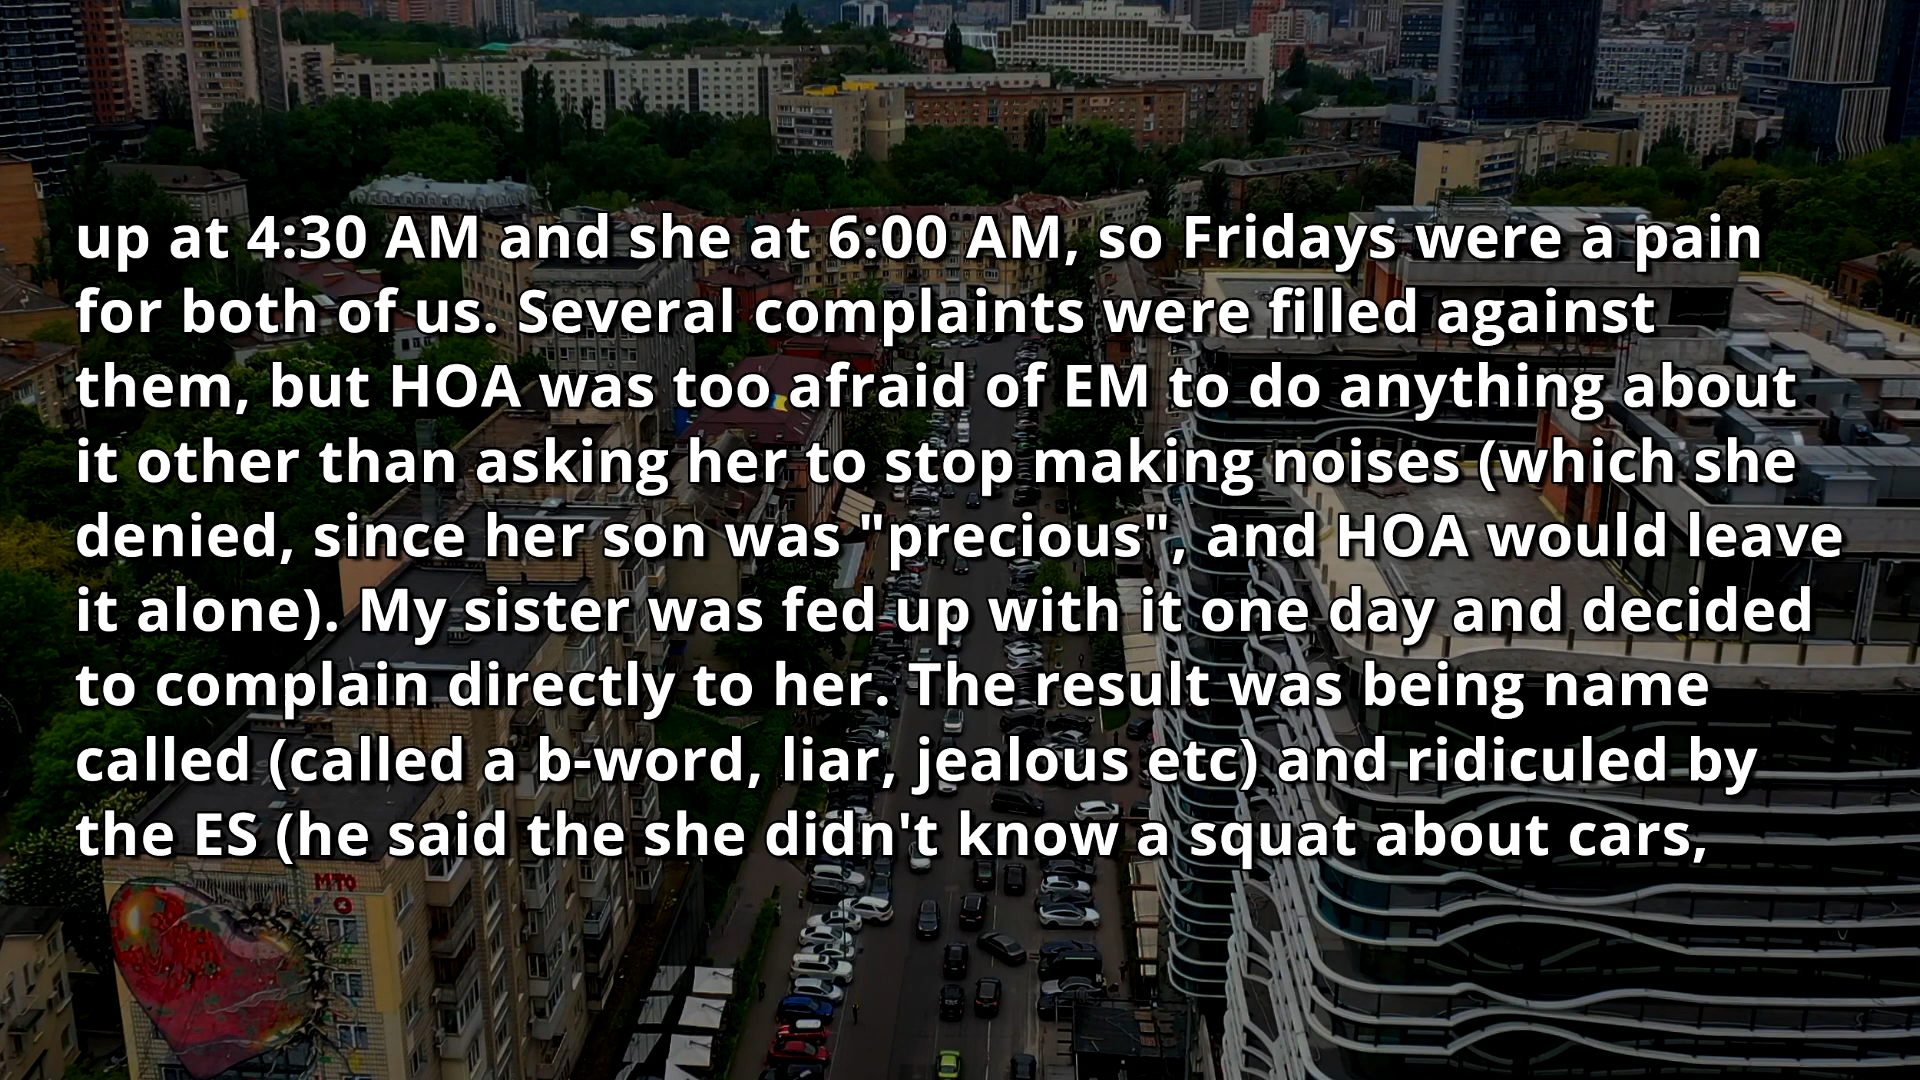 up at 4:30 AM and she at 6:00 AM, so Fridays were a pain
for both of us. Several complaints were filled against
them, but HOA was too afraid of EM to do anything about
it other than asking her to stop making noises (which she
denied, since her son was "precious", and HOA would leave
it alone). My sister was fed up with it one day and decided
to complain directly to her. The result was being name
called (called a b-word, liar, jealous etc) and ridiculed by
the ES (he said the she didn't know a squat about cars,
МТО